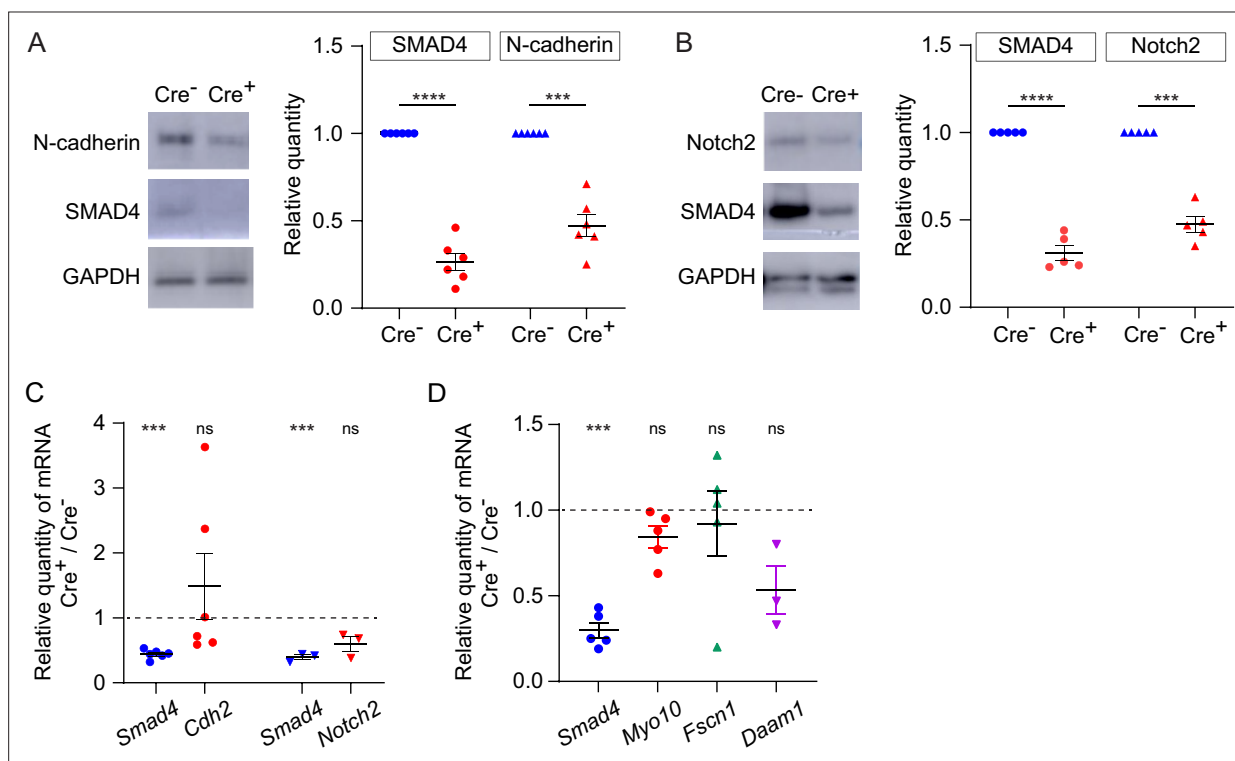 A
Cre⁻ Cre⁺
N-cadherin
SMAD4
GAPDH
Relative quantity
1.5
1.0
0.5
0.0
SMAD4 N-cadherin
**** ***
Cre⁻ Cre⁺ Cre⁻ Cre⁺
B
Cre- Cre+
Notch2
SMAD4
GAPDH
Relative quantity
1.5
1.0
0.5
0.0
SMAD4 Notch2
**** ***
Cre⁻ Cre⁺ Cre⁻ Cre⁺
C
Relative quantity of mRNA
Cre⁺ / Cre⁻
4
3
2
1
0
*** ns *** ns
Smad4 Cdh2 Smad4 Notch2
D
Relative quantity of mRNA
Cre⁺ / Cre⁻
1.5
1.0
0.5
0.0
*** ns ns ns
Smad4 Myo10 Fscn1 Daam1